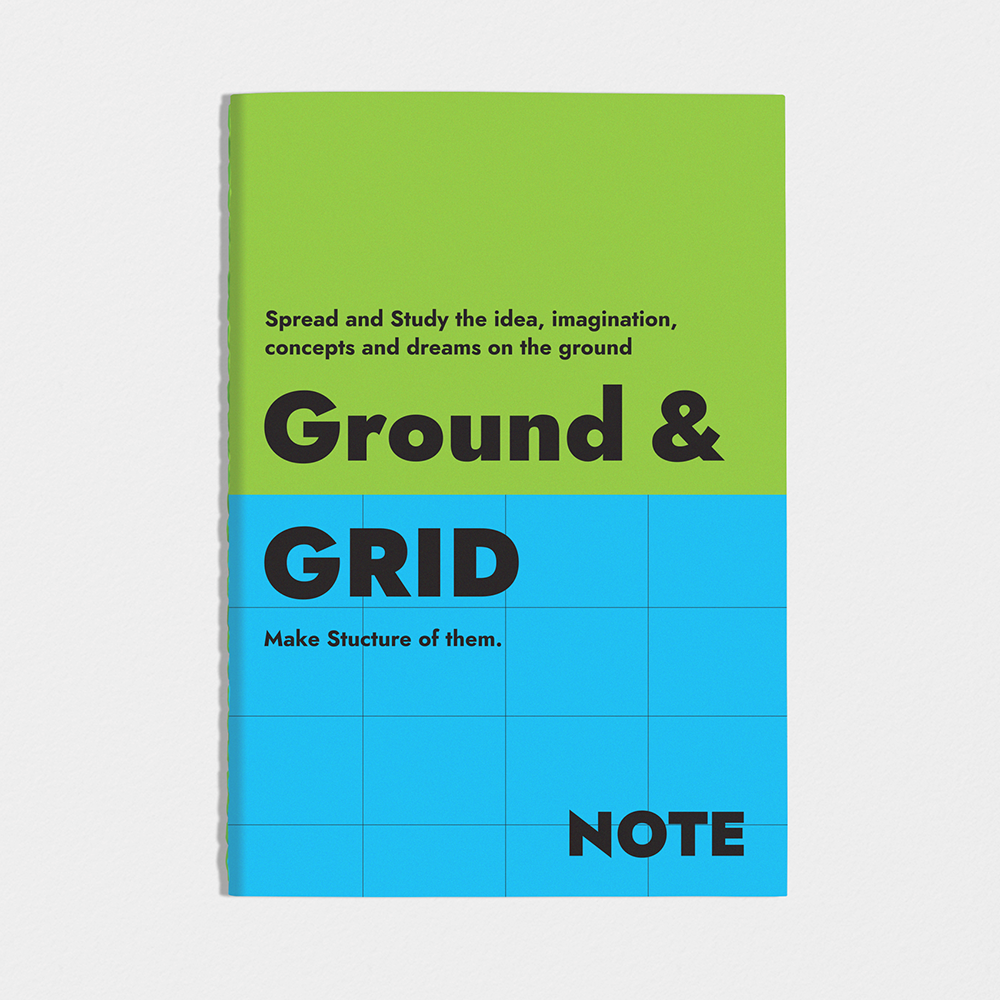 Spread and Study the idea, imagination,
concepts and dreams on the ground
Ground &
GRID
Make Stucture of them.
NOTE